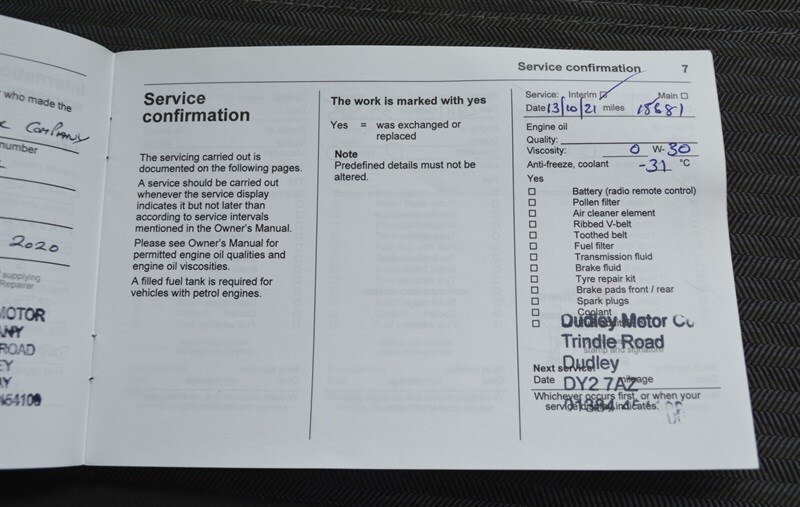 who made the
COMPANY
number
2020
supplying
Repairer
MOTOR
ROAD
Service confirmation 7
Service
confirmation
The servicing carried out is
documented on the following pages.
A service should be carried out
whenever the service display
indicates it but not later than
according to service intervals
mentioned in the Owner's Manual.
Please see Owner's Manual for
permitted engine oil qualities and
engine oil viscosities.
A filled fuel tank is required for
vehicles with petrol engines.
The work is marked with yes
Yes = was exchanged or
replaced
Note
Predefined details must not be
altered.
Service: Interim Main
Date 13/10/21 miles 15681
Engine oil
Quality:
Viscosity: 0 W-30
Anti-freeze, coolant -31 °C
Yes
Battery (radio remote control)
Pollen filter
Air cleaner element
Ribbed V-belt
Toothed belt
Fuel filter
Transmission fluid
Brake fluid
Tyre repair kit
Brake pads front / rear
Spark plugs
Coolant
Dudley Motor Co
Trindle Road
stamp and signature
Dudley
Next service:
Date mileage
DY2 7AZ
Whichever occurs first, or when your
service display indicates.
01384